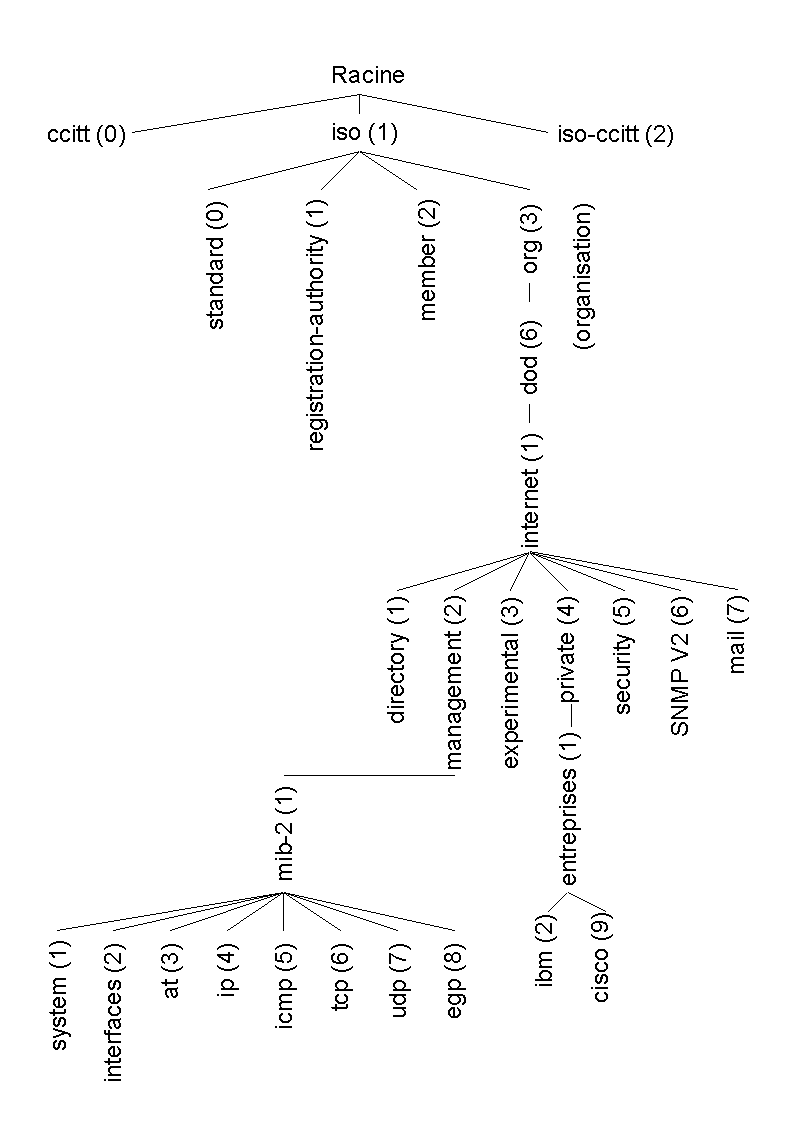 Racine
ccitt (0)
iso (1)
iso-ccitt (2)
standard (0)
registration-authority (1)
member (2)
org (3)
(organisation)
dod (6)
internet (1)
directory (1)
management (2)
experimental (3)
private (4)
security (5)
SNMP V2 (6)
mail (7)
entreprises (1)
mib-2 (1)
system (1)
interfaces (2)
at (3)
ip (4)
icmp (5)
tcp (6)
udp (7)
egp (8)
ibm (2)
cisco (9)